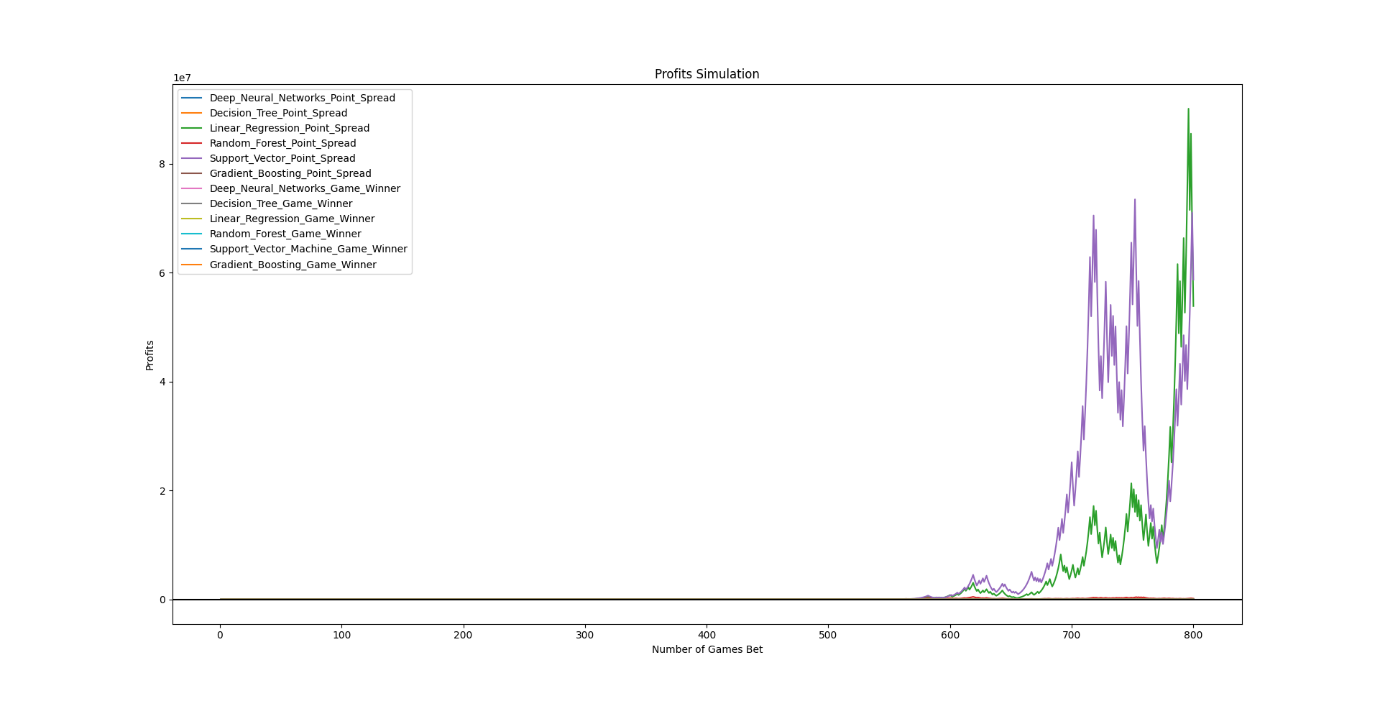 Profits Simulation
1e7
Deep_Neural_Networks_Point_Spread
Decision_Tree_Point_Spread
Linear_Regression_Point_Spread
Random_Forest_Point_Spread
Support_Vector_Point_Spread
Gradient_Boosting_Point_Spread
Deep_Neural_Networks_Game_Winner
Decision_Tree_Game_Winner
Linear_Regression_Game_Winner
Random_Forest_Game_Winner
Support_Vector_Machine_Game_Winner
Gradient_Boosting_Game_Winner
8
6
4
2
0
Profits
0 100 200 300 400 500 600 700 800
Number of Games Bet